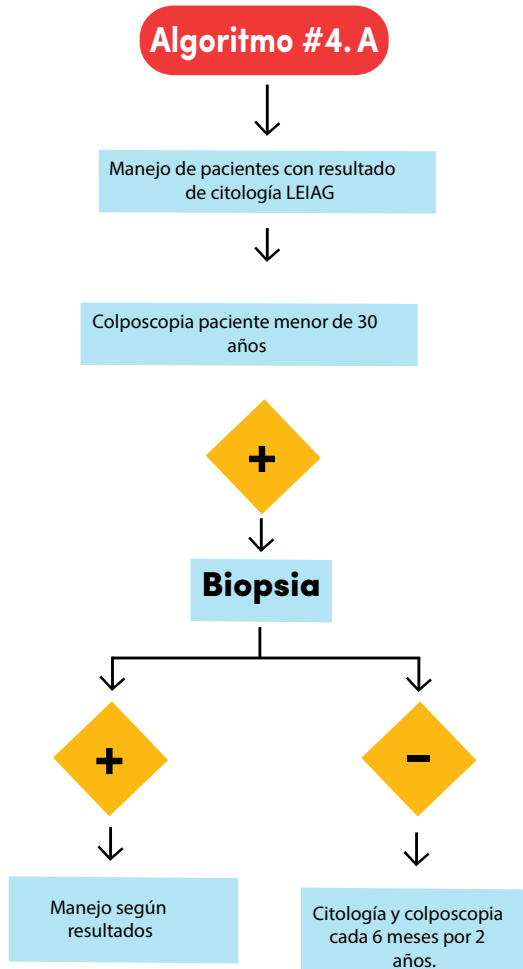 Algoritmo #4. A
Manejo de pacientes con resultado
de citología LEIAG
Colposcopia paciente menor de 30
años
+
Biopsia
+
-
Manejo según
resultados
Citología y colposcopia
cada 6 meses por 2
años.